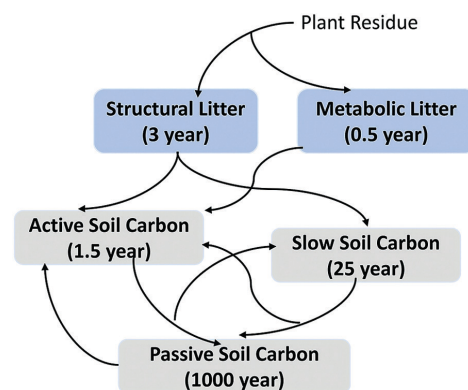 Plant Residue
Structural Litter
(3 year)
Metabolic Litter
(0.5 year)
Active Soil Carbon
(1.5 year)
Slow Soil Carbon
(25 year)
Passive Soil Carbon
(1000 year)